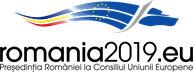 romania2019.eu
Președinția României la Consiliul Uniunii Europene